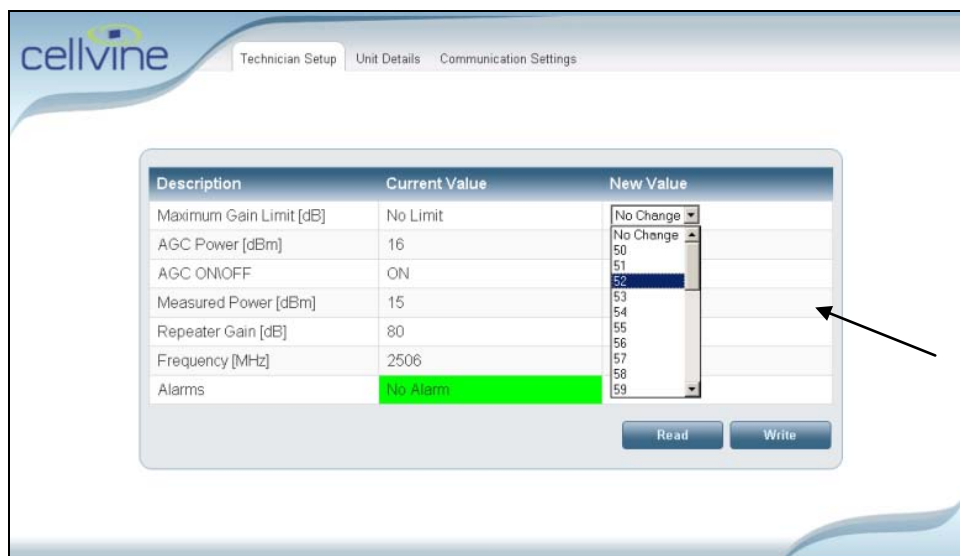 cellvine
Technician Setup Unit Details Communication Settings
Description Current Value New Value
Maximum Gain Limit [dB] No Limit No Change
AGC Power [dBm] 16
AGC ON\OFF ON
Measured Power [dBm] 15
Repeater Gain [dB] 80
Frequency [MHz] 2506
Alarms No Alarm
No Change
50
51
52
53
54
55
56
57
58
59
Read Write